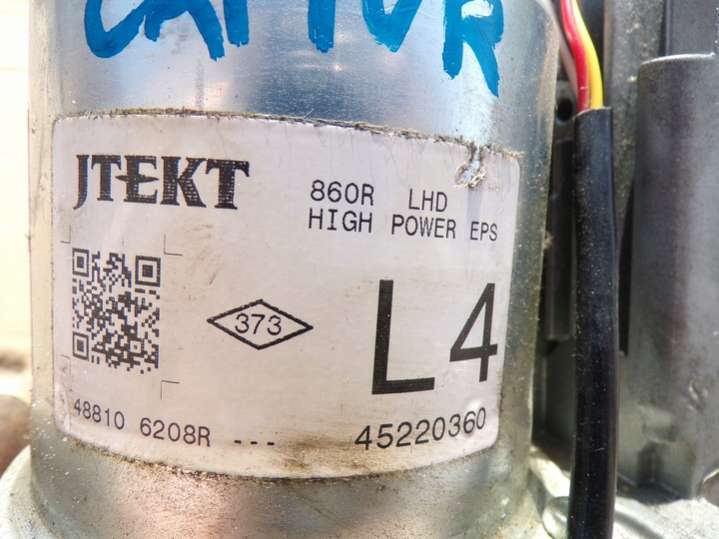 CAPTUR
JTEKT
860R LHD
HIGH POWER EPS
373
L4
48810 6208R ---
45220360